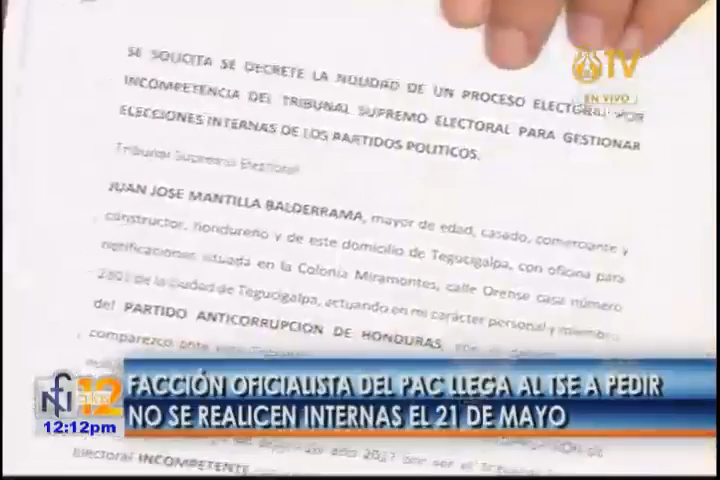 SE SOLICITA SE DECRETE LA NULIDAD DE UN PROCESO ELECTORAL POR
INCOMPETENCIA DEL TRIBUNAL SUPREMO ELECTORAL PARA GESTIONAR
ELECCIONES INTERNAS DE LOS PARTIDOS POLITICOS.
Tribunal Supremo Electoral
JUAN JOSE MANTILLA BALDERRAMA, mayor de edad, casado, comerciante y
constructor, hondureño y de este domicilio de Tegucigalpa, con oficina para
notificaciones situada en la Colonia Miramontes, calle Orense casa número
de la ciudad de Tegucigalpa, actuando en mi carácter personal y miembro
del PARTIDO ANTICORRUPCION DE HONDURAS,
comparezco ante
Electoral INCOMPETENTE
TV
EN VIVO
12
12:12pm
FACCIÓN OFICIALISTA DEL PAC LLEGA AL TSE A PEDIR
NO SE REALICEN INTERNAS EL 21 DE MAYO